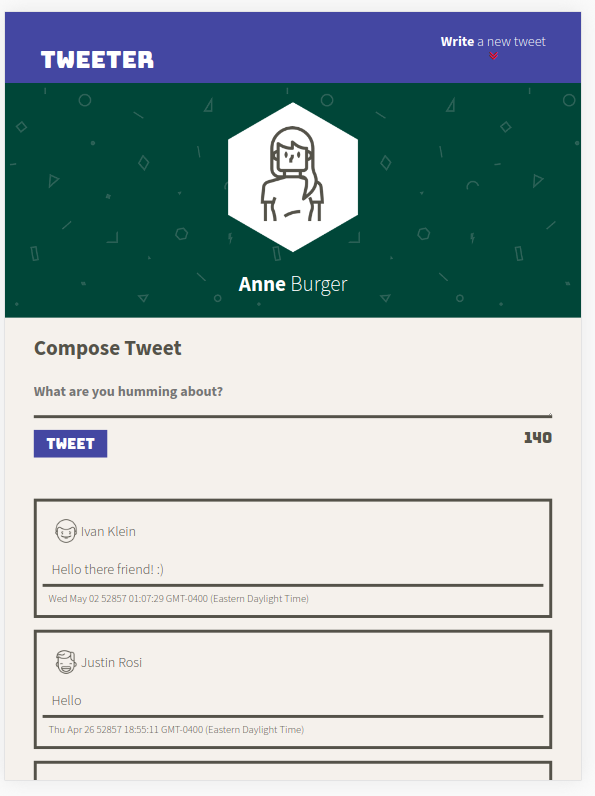 TWEETER
Write a new tweet
Anne Burger
Compose Tweet
What are you humming about?
TWEET
140
Ivan Klein
Hello there friend! :)
Wed May 02 52857 01:07:29 GMT-0400 (Eastern Daylight Time)
Justin Rosi
Hello
Thu Apr 26 52857 18:55:11 GMT-0400 (Eastern Daylight Time)